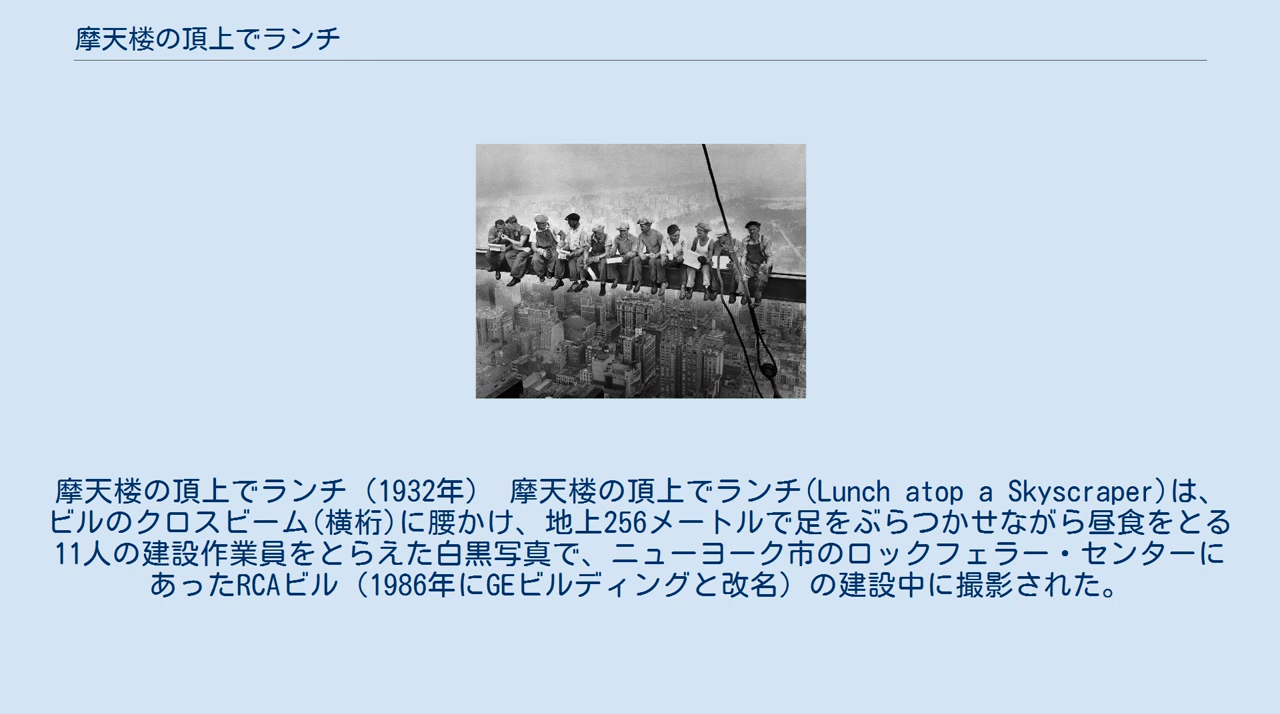 摩天楼の頂上でランチ
摩天楼の頂上でランチ（1932年）　摩天楼の頂上でランチ(Lunch atop a Skyscraper)は、
ビルのクロスビーム(横桁)に腰かけ、地上256メートルで足をぶらつかせながら昼食をとる
11人の建設作業員をとらえた白黒写真で、ニューヨーク市のロックフェラー・センターに
あったRCAビル（1986年にGEビルディングと改名）の建設中に撮影された。